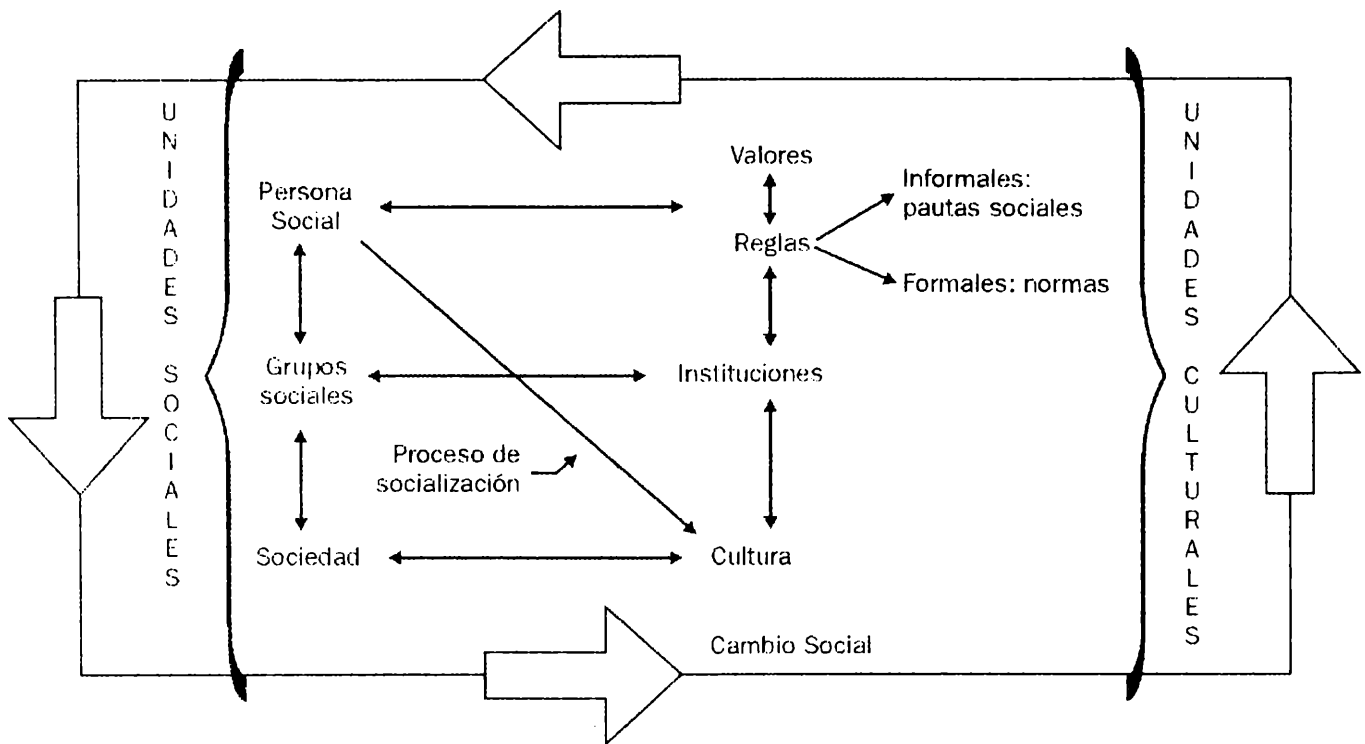 UNIDADES SOCIALES
Persona
Social
Grupos
sociales
Sociedad
Proceso de
socialización
Valores
Reglas
Informales:
pautas sociales
Formales: normas
Instituciones
Cultura
Cambio Social
UNIDADES CULTURALES